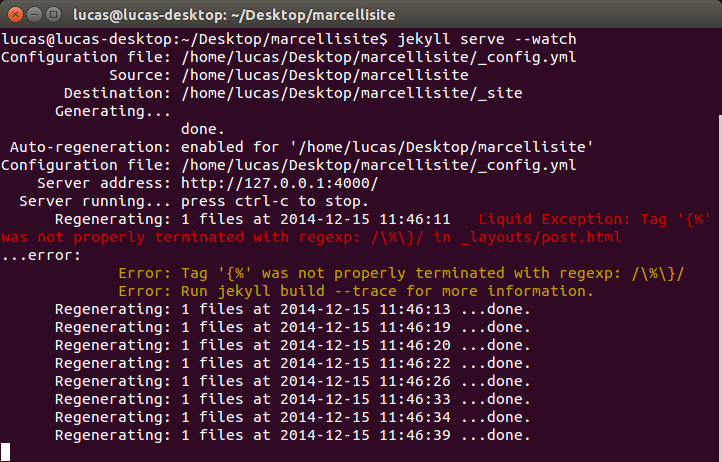 lucas@lucas-desktop: ~/Desktop/marcellisite
lucas@lucas-desktop:~/Desktop/marcellisite$ jekyll serve --watch
Configuration file: /home/lucas/Desktop/marcellisite/_config.yml
            Source: /home/lucas/Desktop/marcellisite
       Destination: /home/lucas/Desktop/marcellisite/_site
      Generating...
                    done.
 Auto-regeneration: enabled for '/home/lucas/Desktop/marcellisite'
Configuration file: /home/lucas/Desktop/marcellisite/_config.yml
    Server address: http://127.0.0.1:4000/
  Server running... press ctrl-c to stop.
      Regenerating: 1 files at 2014-12-15 11:46:11   Liquid Exception: Tag '{%'
was not properly terminated with regexp: /\%\}/ in _layouts/post.html
...error:
             Error: Tag '{%' was not properly terminated with regexp: /\%\}/
             Error: Run jekyll build --trace for more information.
      Regenerating: 1 files at 2014-12-15 11:46:13 ...done.
      Regenerating: 1 files at 2014-12-15 11:46:19 ...done.
      Regenerating: 1 files at 2014-12-15 11:46:20 ...done.
      Regenerating: 1 files at 2014-12-15 11:46:22 ...done.
      Regenerating: 1 files at 2014-12-15 11:46:26 ...done.
      Regenerating: 1 files at 2014-12-15 11:46:33 ...done.
      Regenerating: 1 files at 2014-12-15 11:46:34 ...done.
      Regenerating: 1 files at 2014-12-15 11:46:39 ...done.